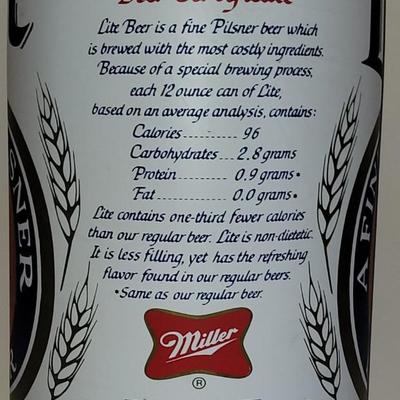 Lite Beer is a fine Pilsner beer which
is brewed with the most costly ingredients.
Because of a special brewing process,
each 12 ounce can of Lite,
based on an average analysis, contains:
Calories.......... 96
Carbohydrates...2.8 grams
Protein.......... 0.9 grams*
Fat.......... 0.0 grams*
Lite contains one-third fewer calories
than our regular beer. Lite is non-dietetic.
It is less filling, yet has the refreshing
flavor found in our regular beers.
*Same as our regular beer.
Miller
®
A FINE